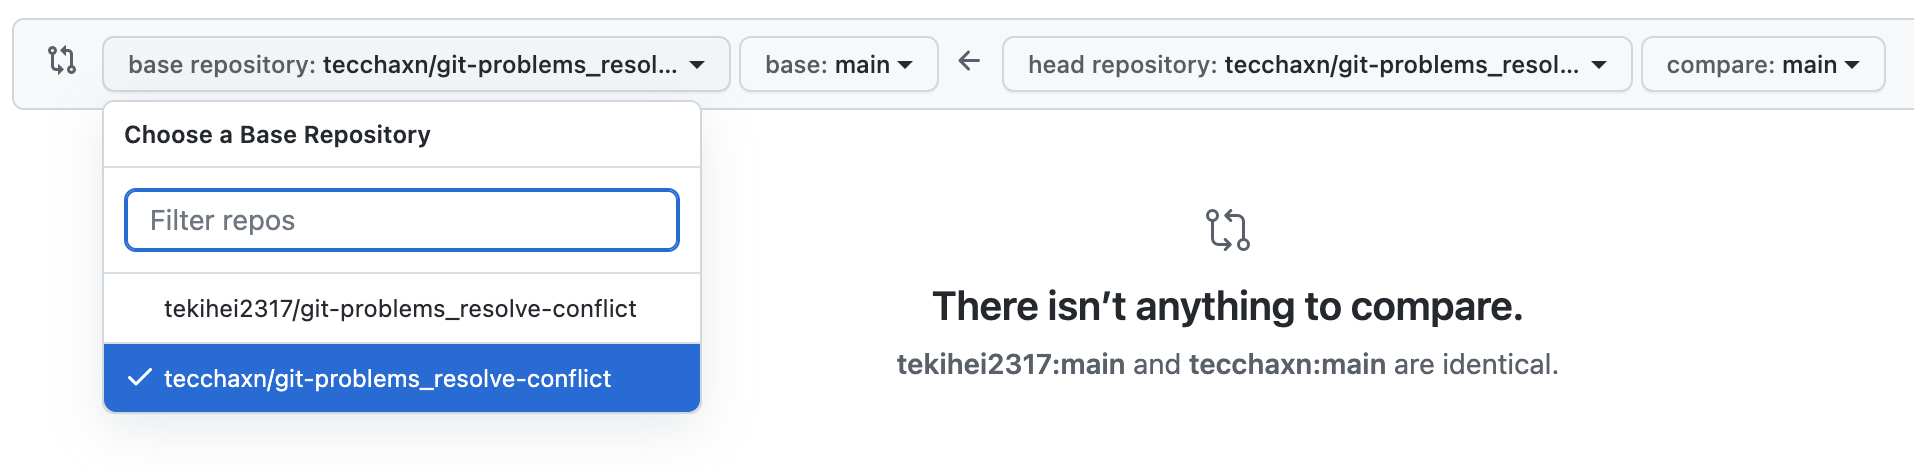 base repository: tecchaxn/git-problems_resol... base: main head repository: tecchaxn/git-problems_resol... compare: main
Choose a Base Repository
Filter repos
tekihei2317/git-problems_resolve-conflict
tecchaxn/git-problems_resolve-conflict
There isn’t anything to compare.
tekihei2317:main and tecchaxn:main are identical.